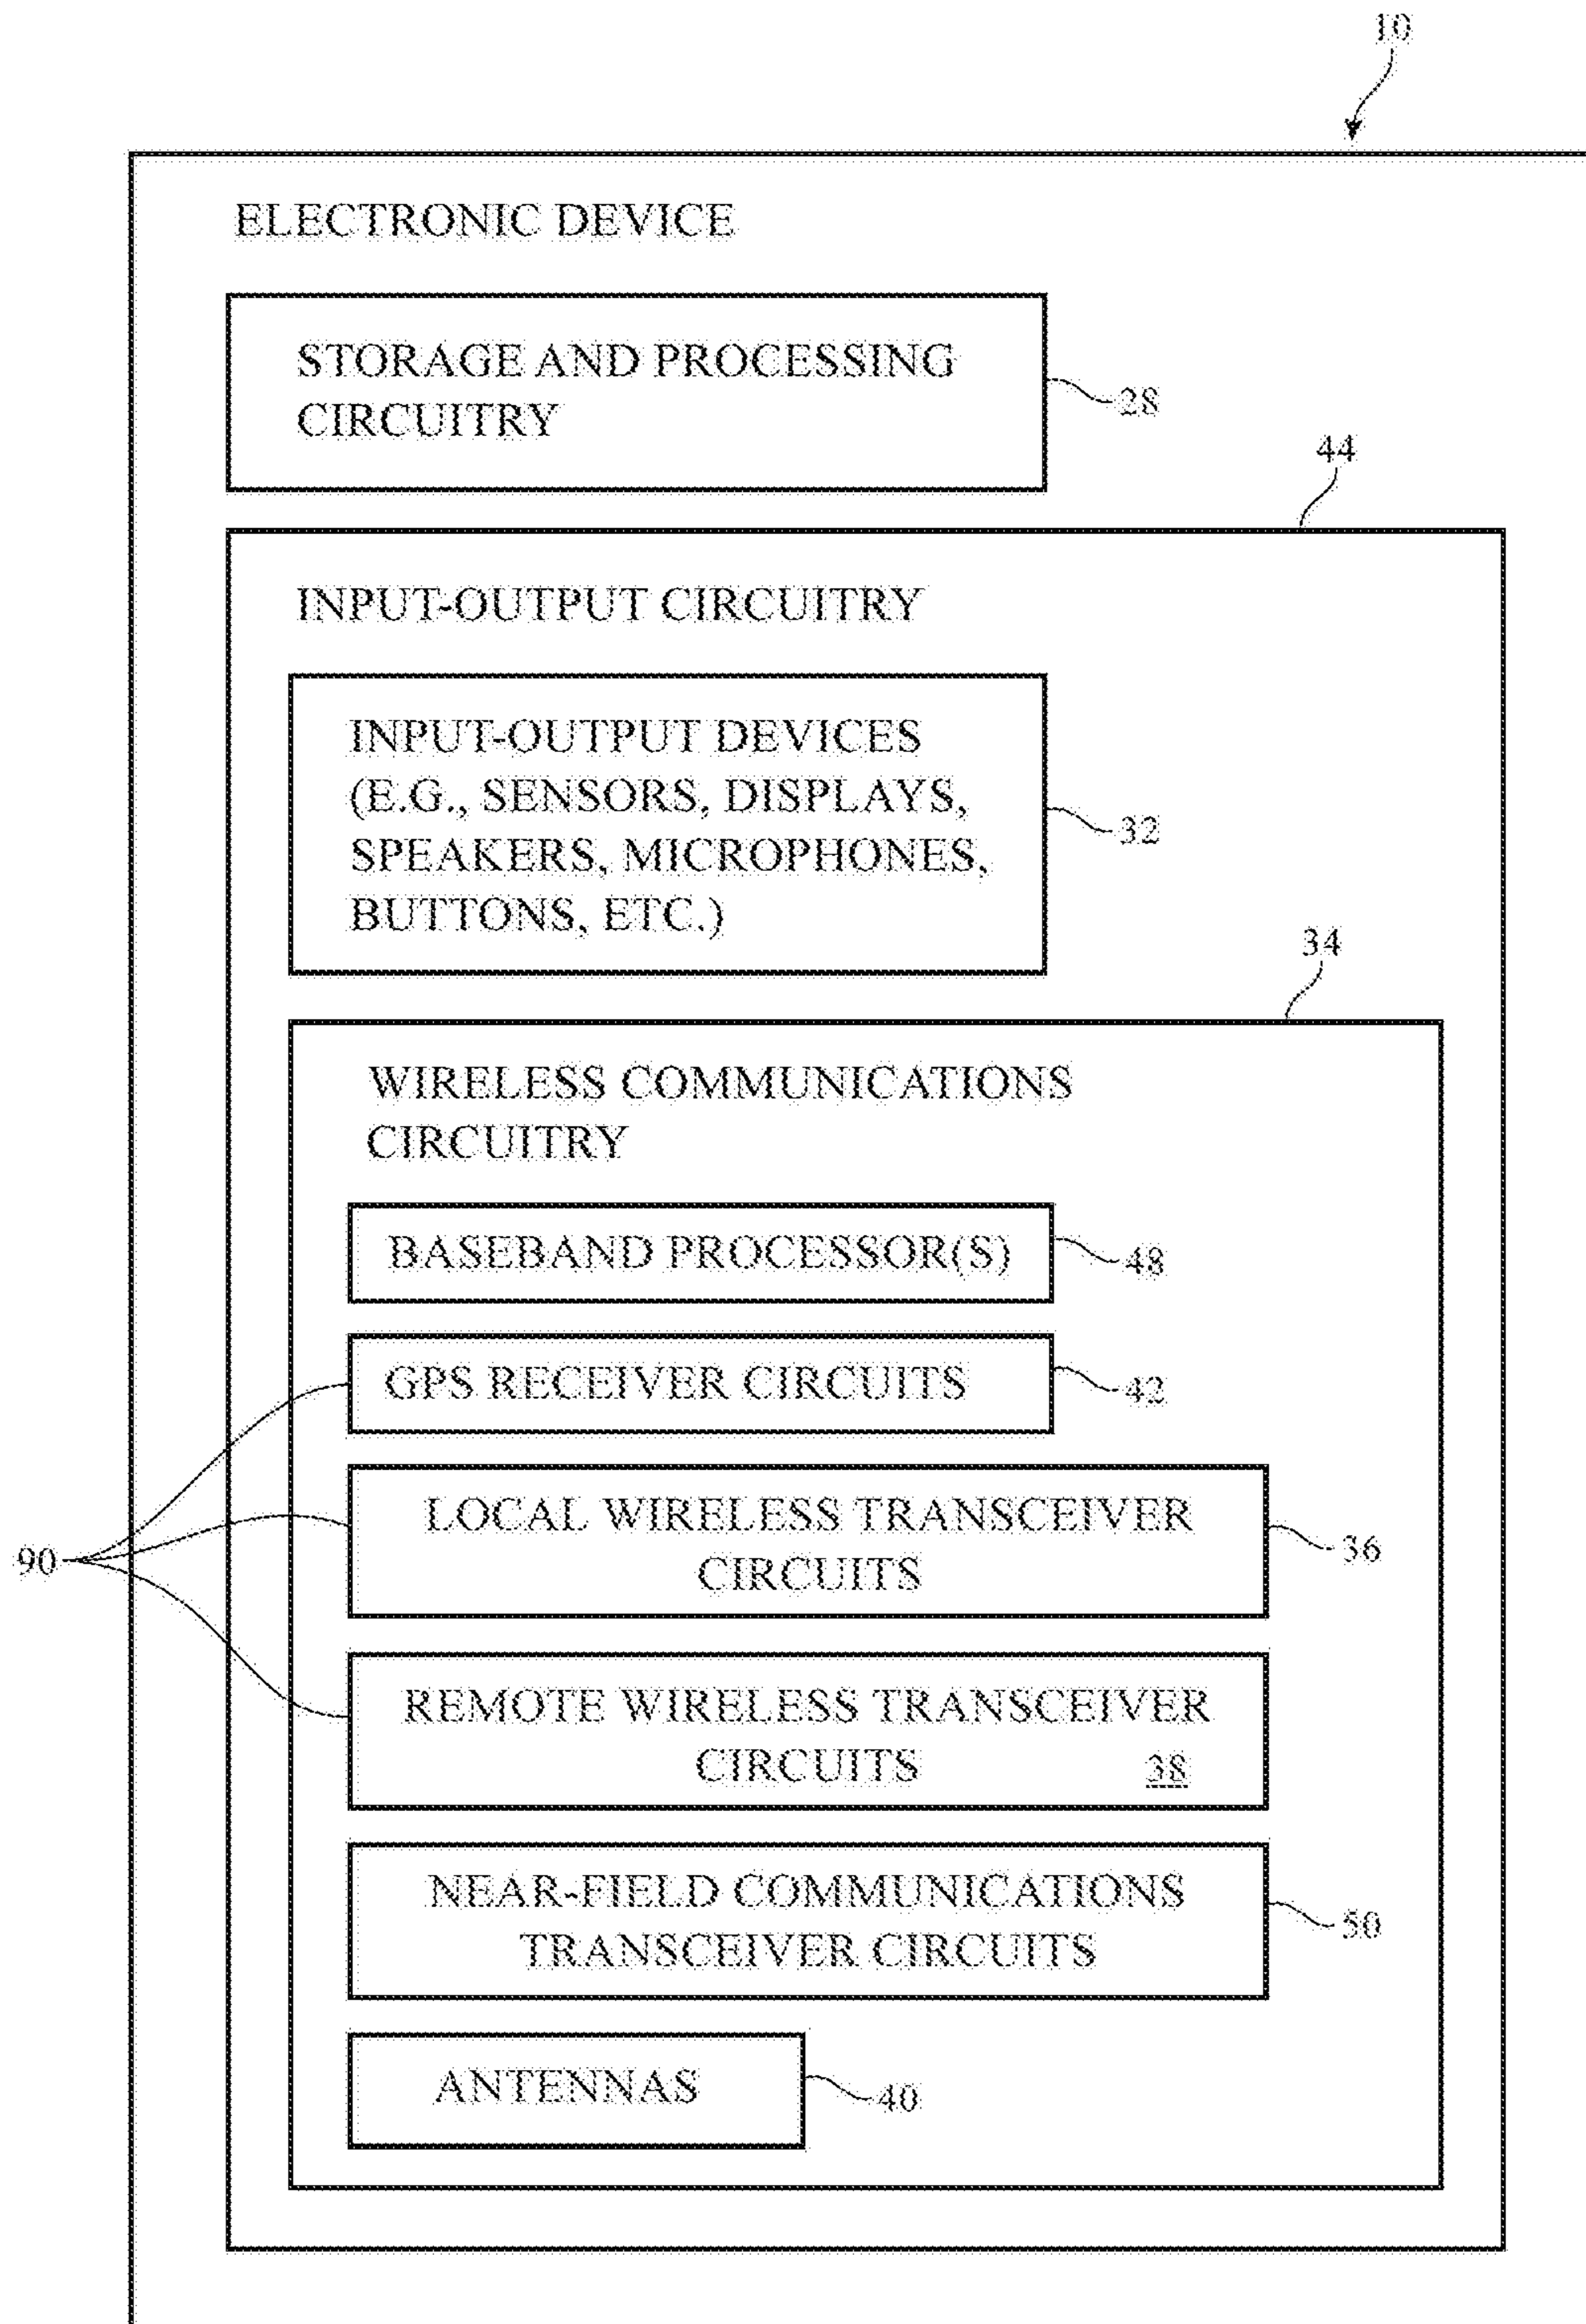 10
ELECTRONIC DEVICE
STORAGE AND PROCESSING
CIRCUITRY
28
44
INPUT-OUTPUT CIRCUITRY
INPUT-OUTPUT DEVICES
(E.G., SENSORS, DISPLAYS,
SPEAKERS, MICROPHONES,
BUTTONS, ETC.)
32
34
WIRELESS COMMUNICATIONS
CIRCUITRY
BASEBAND PROCESSOR(S)
48
GPS RECEIVER CIRCUITS
42
LOCAL WIRELESS TRANSCEIVER
CIRCUITS
36
90
REMOTE WIRELESS TRANSCEIVER
CIRCUITS
38
NEAR-FIELD COMMUNICATIONS
TRANSCEIVER CIRCUITS
50
ANTENNAS
40